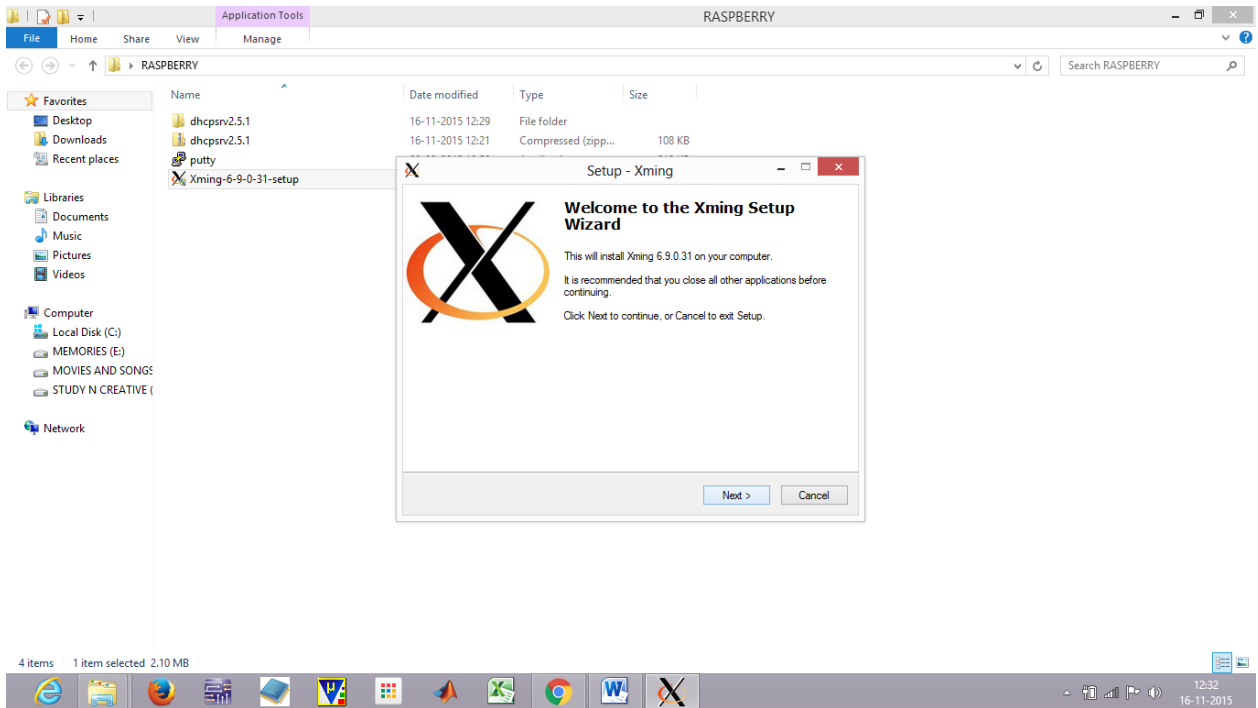 Application Tools
RASPBERRY
File Home Share View Manage
RASPBERRY
Search RASPBERRY
Name Date modified Type Size
Favorites
Desktop
Downloads
Recent places
Libraries
Documents
Music
Pictures
Videos
Computer
Local Disk (C:)
MEMORIES (E:)
MOVIES AND SONGS
STUDY N CREATIVE (
Network
dhcpsrv2.5.1 16-11-2015 12:29 File folder
dhcpsrv2.5.1 16-11-2015 12:21 Compressed (zipp... 108 KB
putty
Xming-6-9-0-31-setup
Setup - Xming
Welcome to the Xming Setup
Wizard
This will install Xming 6.9.0.31 on your computer.
It is recommended that you close all other applications before
continuing.
Click Next to continue, or Cancel to exit Setup.
Next > Cancel
4 items 1 item selected 2.10 MB
12:32
16-11-2015